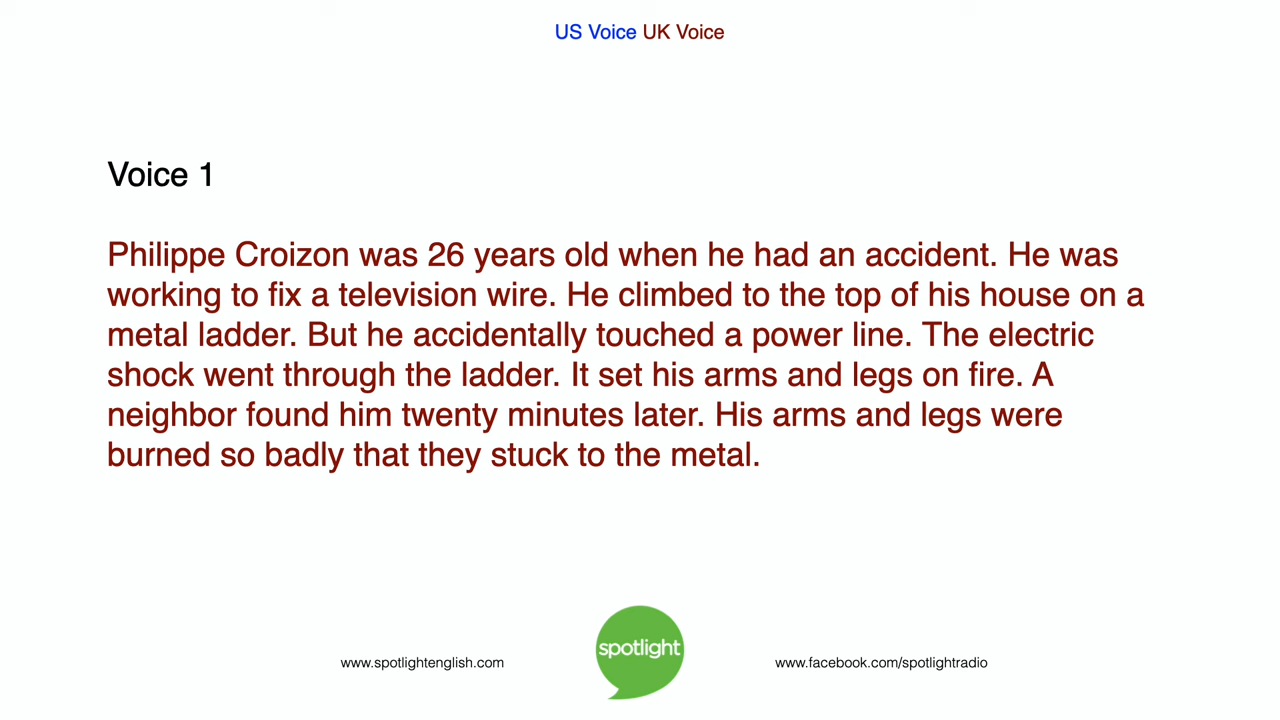 US Voice UK Voice
Voice 1
Philippe Croizon was 26 years old when he had an accident. He was
working to fix a television wire. He climbed to the top of his house on a
metal ladder. But he accidentally touched a power line. The electric
shock went through the ladder. It set his arms and legs on fire. A
neighbor found him twenty minutes later. His arms and legs were
burned so badly that they stuck to the metal.
www.spotlightenglish.com
spotlight
www.facebook.com/spotlightradio